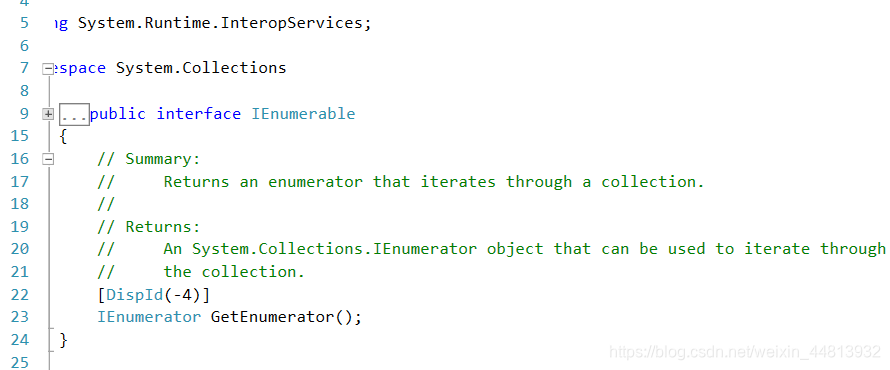 4
5 ng System.Runtime.InteropServices;
6
7 espace System.Collections
8
9 ...public interface IEnumerable
15 {
16 // Summary:
17 //     Returns an enumerator that iterates through a collection.
18 //
19 // Returns:
20 //     An System.Collections.IEnumerator object that can be used to iterate through
21 //     the collection.
22 [DispId(-4)]
23 IEnumerator GetEnumerator();
24 }
25
https://blog.csdn.net/weixin_44813932